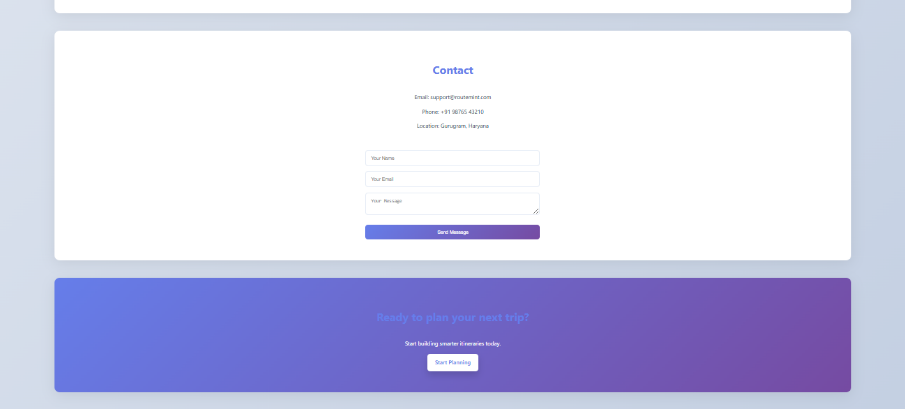 Contact
Email: support@routemint.com
Phone: +91 98765 43210
Location: Gurugram, Haryana
Your Name
Your Email
Your Message
Send Message
Ready to plan your next trip?
Start building smarter itineraries today.
Start Planning